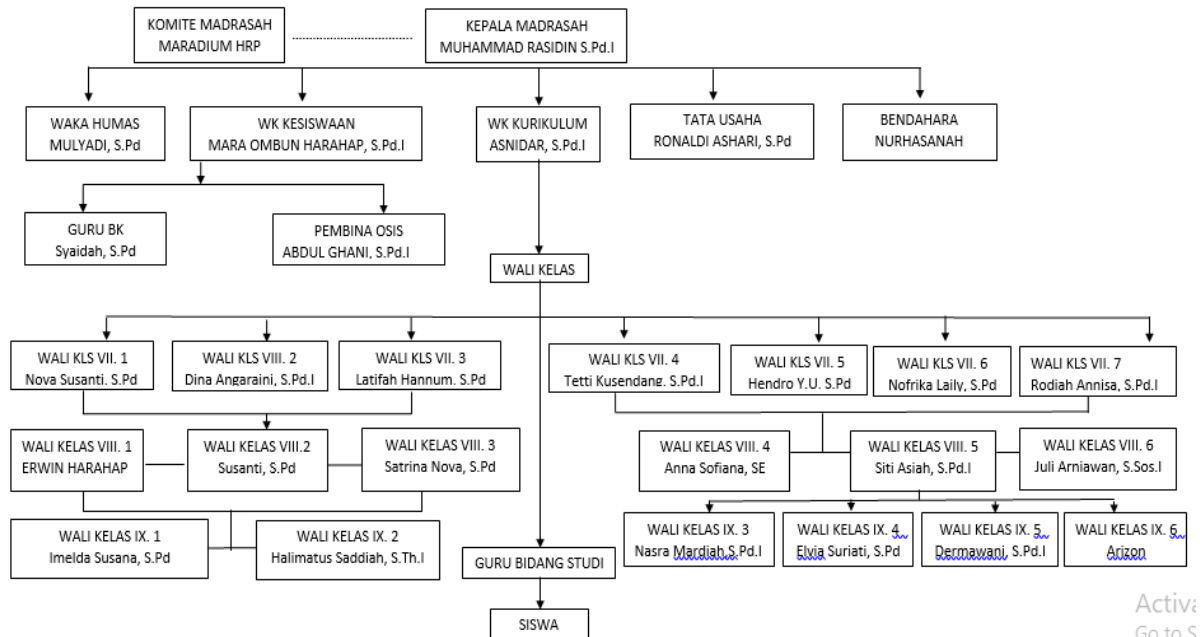 KOMITE MADRASAH
MARADIUM HRP
KEPALA MADRASAH
MUHAMMAD RASIDIN S.Pd.I
WAKA HUMAS
MULYADI, S.Pd
WK KESISWAAN
MARA OMBUN HARAHAP, S.Pd.I
WK KURIKULUM
ASNIDAR, S.Pd.I
TATA USAHA
RONALDI ASHARI, S.Pd
BENDAHARA
NURHASANAH
GURU BK
Syaidah, S.Pd
PEMBINA OSIS
ABDUL GHANI, S.Pd.I
WALI KELAS
WALI KLS VII. 1
Nova Susanti, S.Pd
WALI KLS VIII. 2
Dina Angaraini, S.Pd.I
WALI KLS VII. 3
Latifah Hannum, S.Pd
WALI KLS VII. 4
Tetti Kusendang, S.Pd.I
WALI KLS VII. 5
Hendro Y.U. S.Pd
WALI KLS VII. 6
Nofrika Laily, S.Pd
WALI KLS VII. 7
Rodiah Annisa, S.Pd.I
WALI KELAS VIII. 1
ERWIN HARAHAP
WALI KELAS VIII.2
Susanti, S.Pd
WALI KELAS VIII. 3
Satrina Nova, S.Pd
WALI KELAS VIII. 4
Anna Sofiana, SE
WALI KELAS VIII. 5
Siti Asiah, S.Pd.I
WALI KELAS VIII. 6
Juli Arniawan, S.Sos.I
WALI KELAS IX. 1
Imelda Susana, S.Pd
WALI KELAS IX. 2
Halimatus Saddiah, S.Th.I
WALI KELAS IX. 3
Nasra Mardiah,S.Pd.I
WALI KELAS IX. 4
Elvia Suriati, S.Pd
WALI KELAS IX. 5
Dermawani, S.Pd.I
WALI KELAS IX. 6
Arizon
GURU BIDANG STUDI
SISWA
Activa
Go to S